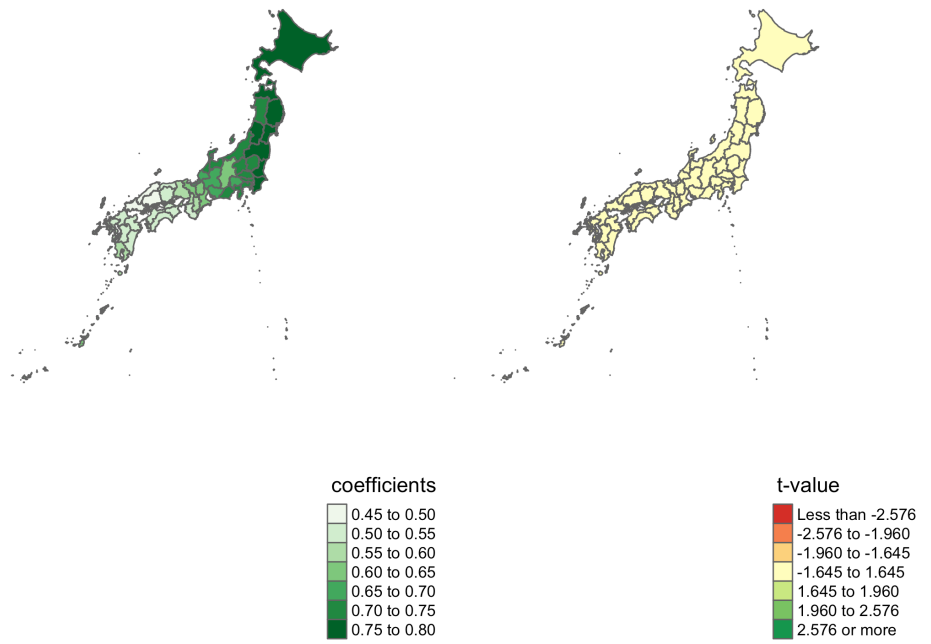 coefficients
0.45 to 0.50
0.50 to 0.55
0.55 to 0.60
0.60 to 0.65
0.65 to 0.70
0.70 to 0.75
0.75 to 0.80
t-value
Less than -2.576
-2.576 to -1.960
-1.960 to -1.645
-1.645 to 1.645
1.645 to 1.960
1.960 to 2.576
2.576 or more